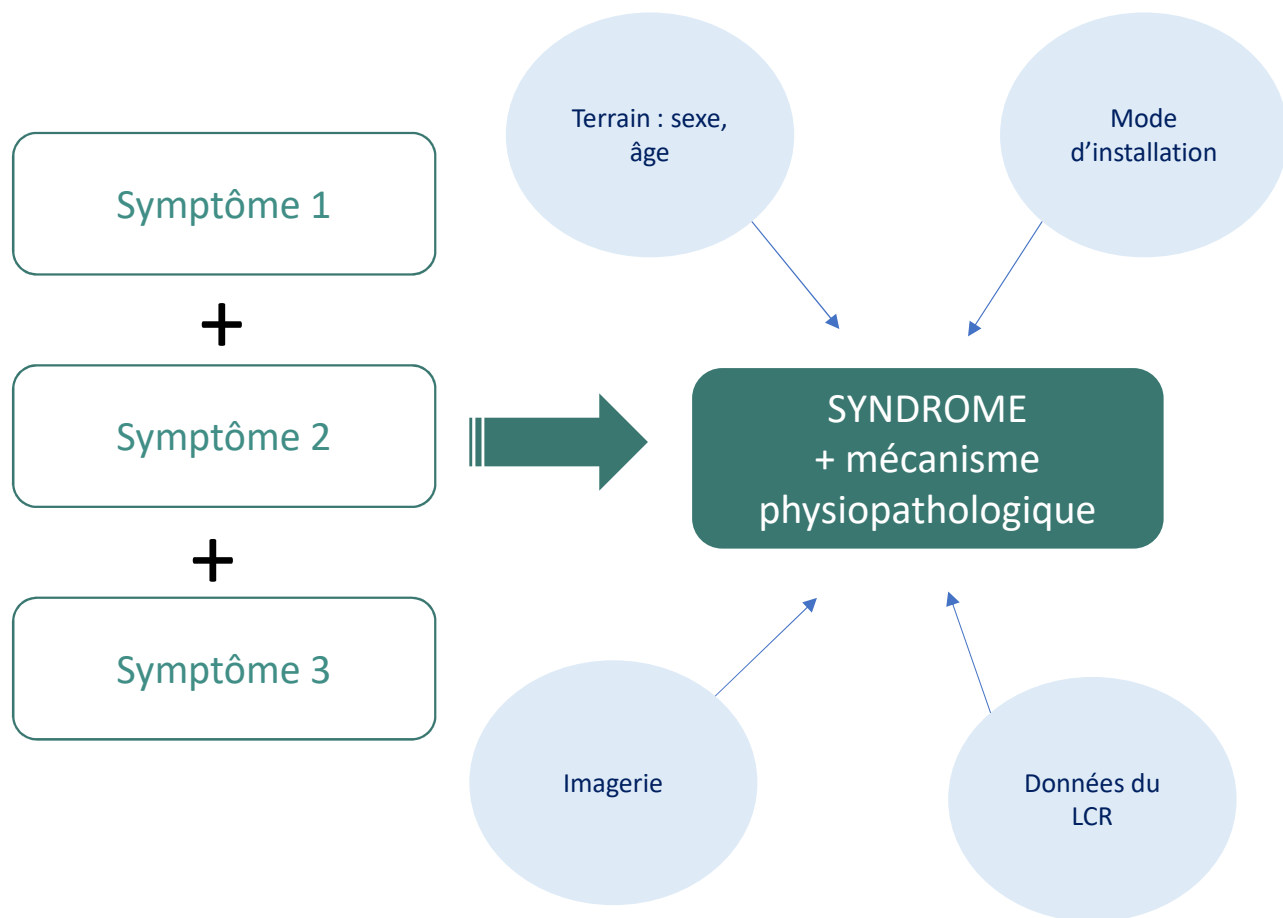 Symptôme 1
+
Symptôme 2
+
Symptôme 3
Terrain : sexe,
âge
Mode
d’installation
SYNDROME
+ mécanisme
physiopathologique
Imagerie
Données du
LCR